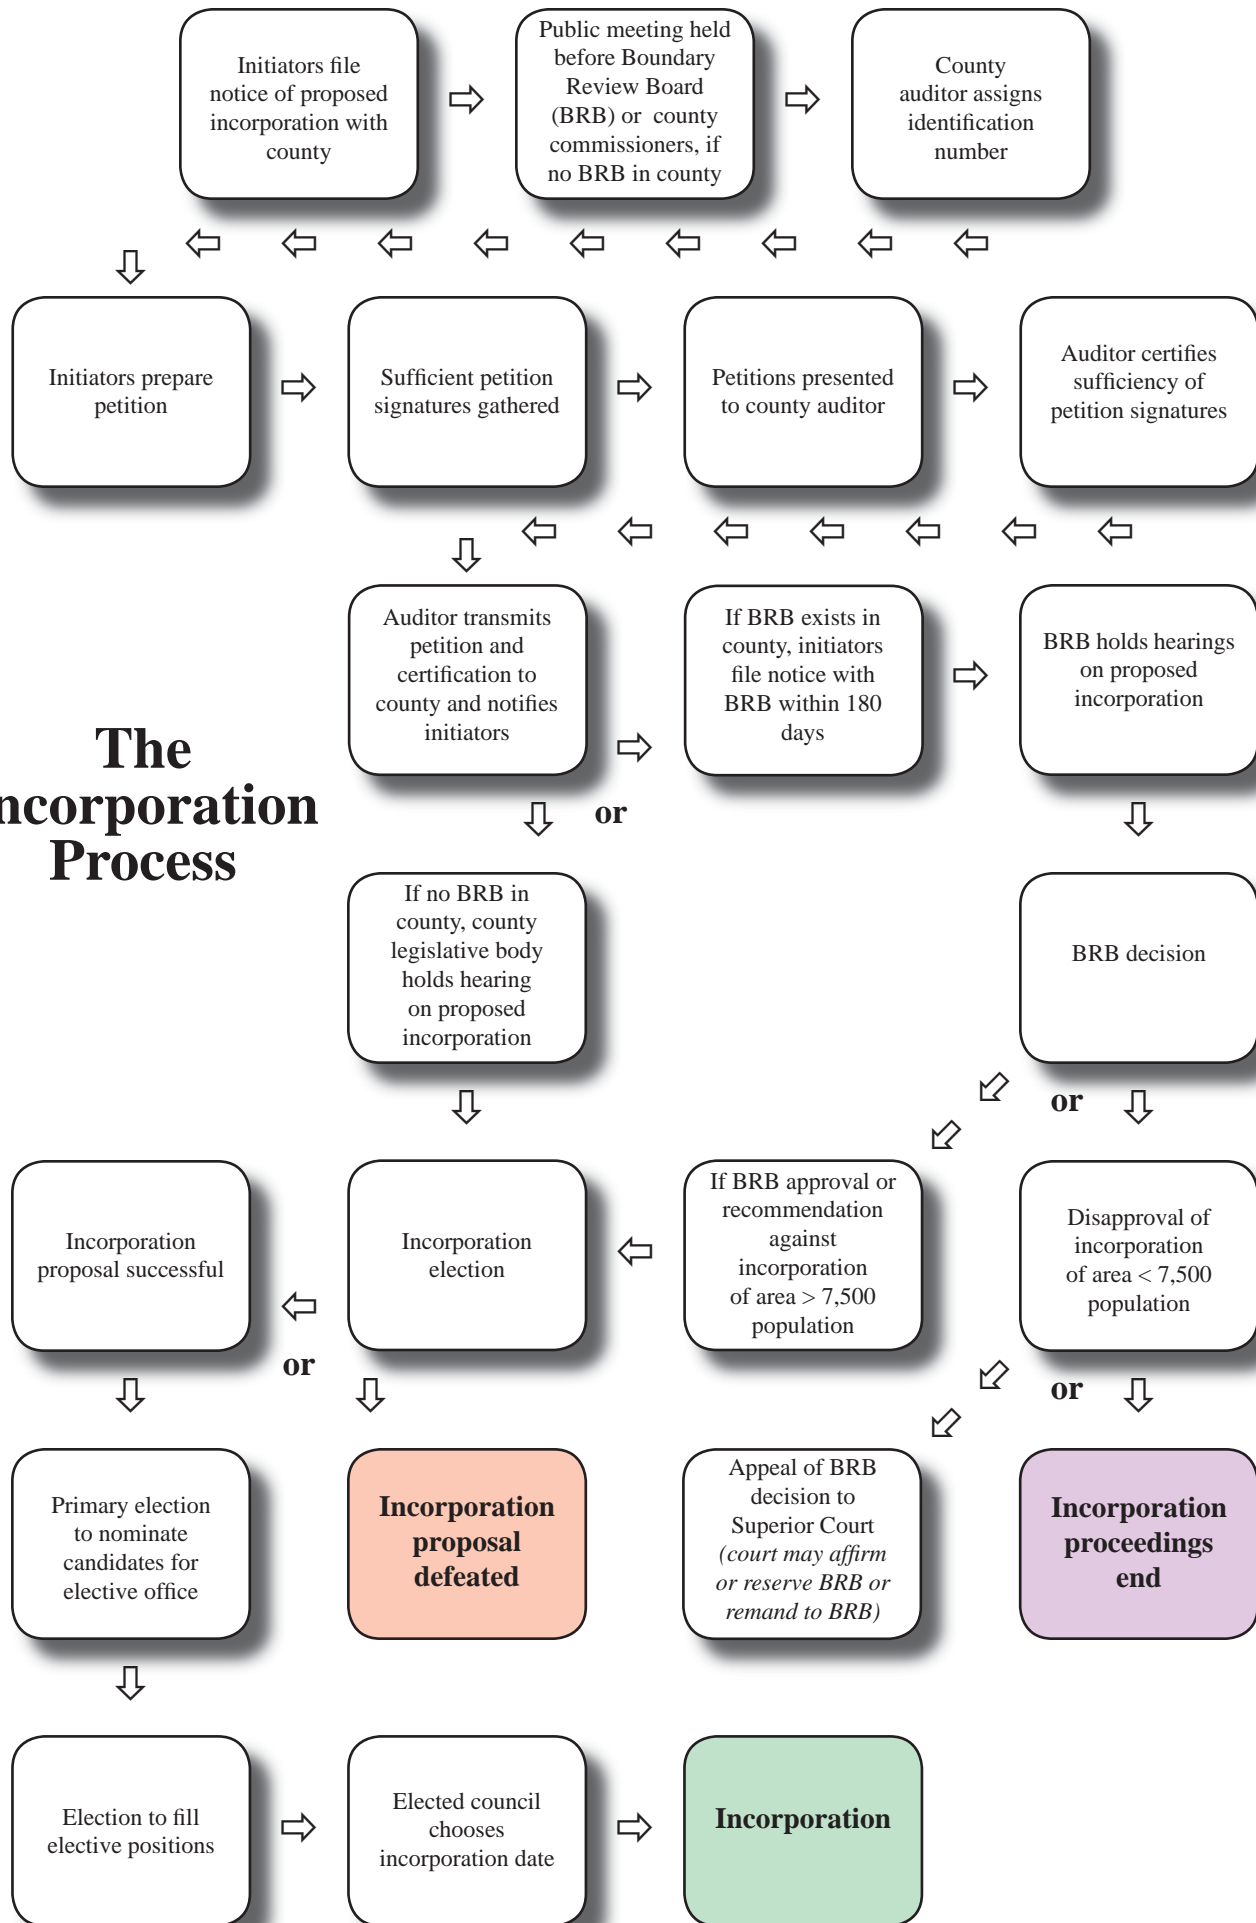 Initiators file
notice of proposed
incorporation with
county
Public meeting held
before Boundary
Review Board
(BRB) or county
commissioners, if
no BRB in county
County
auditor assigns
identification
number
Initiators prepare
petition
Sufficient petition
signatures gathered
Petitions presented
to county auditor
Auditor certifies
sufficiency of
petition signatures
The
ncorporation
Process
Auditor transmits
petition and
certification to
county and notifies
initiators
If BRB exists in
county, initiators
file notice with
BRB within 180
days
BRB holds hearings
on proposed
incorporation
or
If no BRB in
county, county
legislative body
holds hearing
on proposed
incorporation
BRB decision
or
Incorporation
proposal successful
Incorporation
election
If BRB approval or
recommendation
against
incorporation
of area > 7,500
population
Disapproval of
incorporation
of area < 7,500
population
or
or
Primary election
to nominate
candidates for
elective office
Incorporation
proposal
defeated
Appeal of BRB
decision to
Superior Court
(court may affirm
or reserve BRB or
remand to BRB)
Incorporation
proceedings
end
Election to fill
elective positions
Elected council
chooses
incorporation date
Incorporation